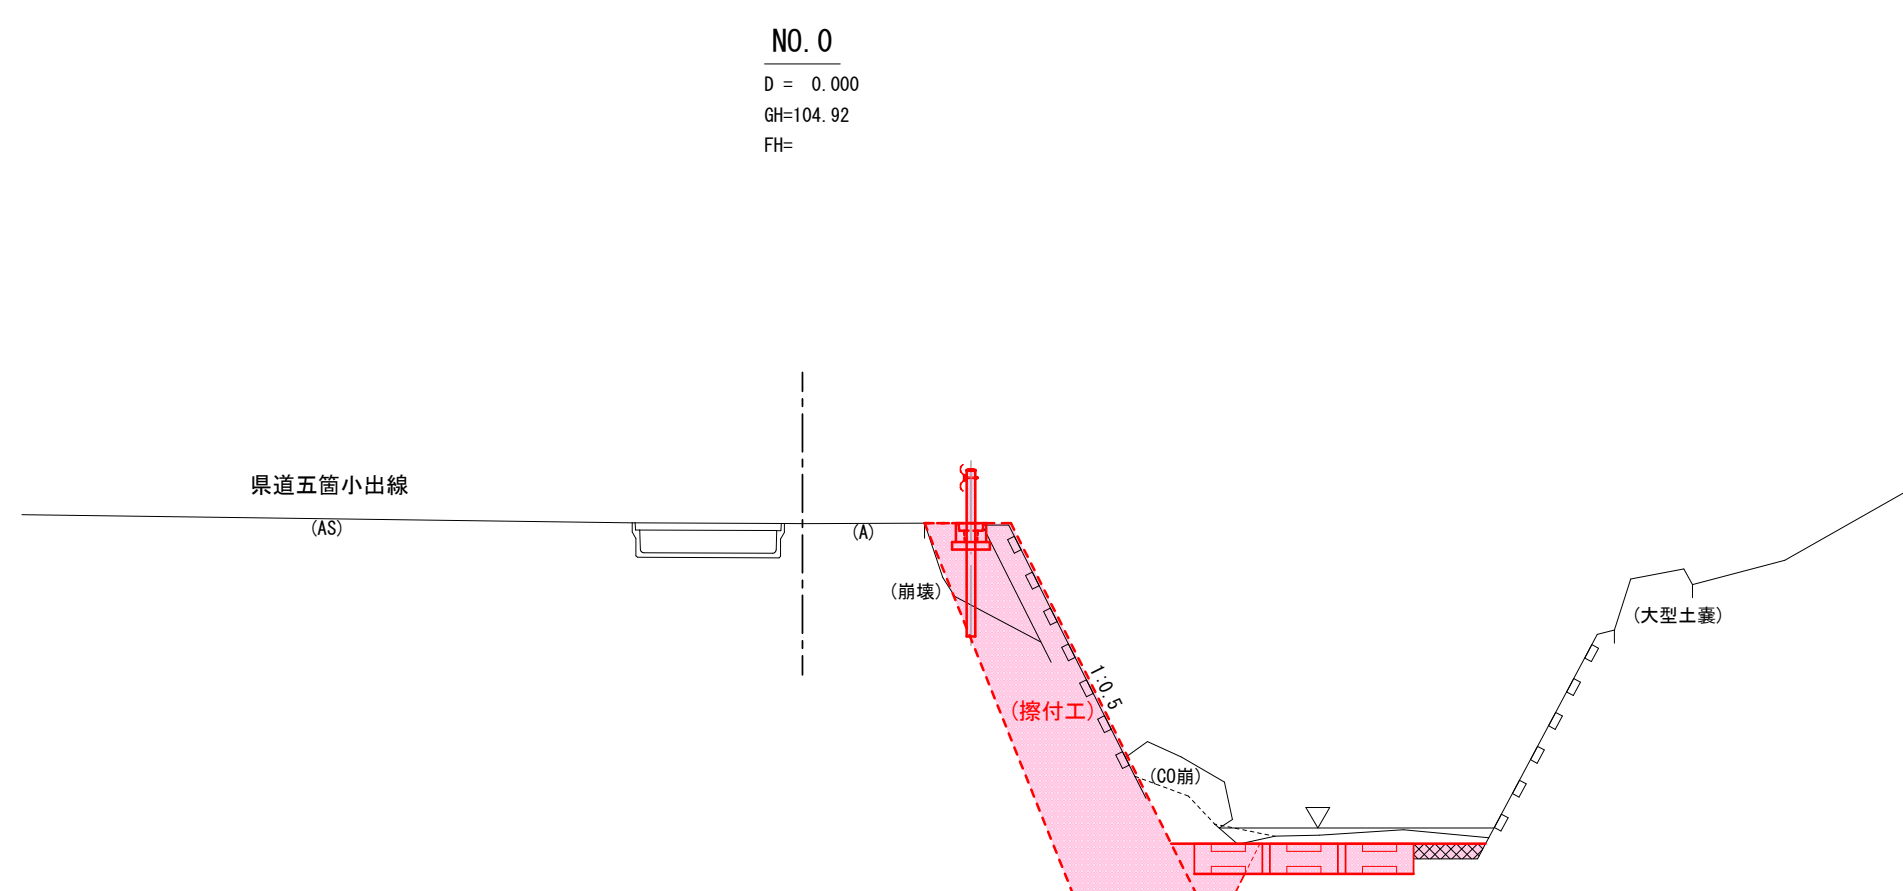 NO.0
D = 0.000
GH=104.92
FH=
県道五箇小出線
(AS)
(A)
(崩壊)
(大型土嚢)
1:0.5
(擦付工)
(CO崩)